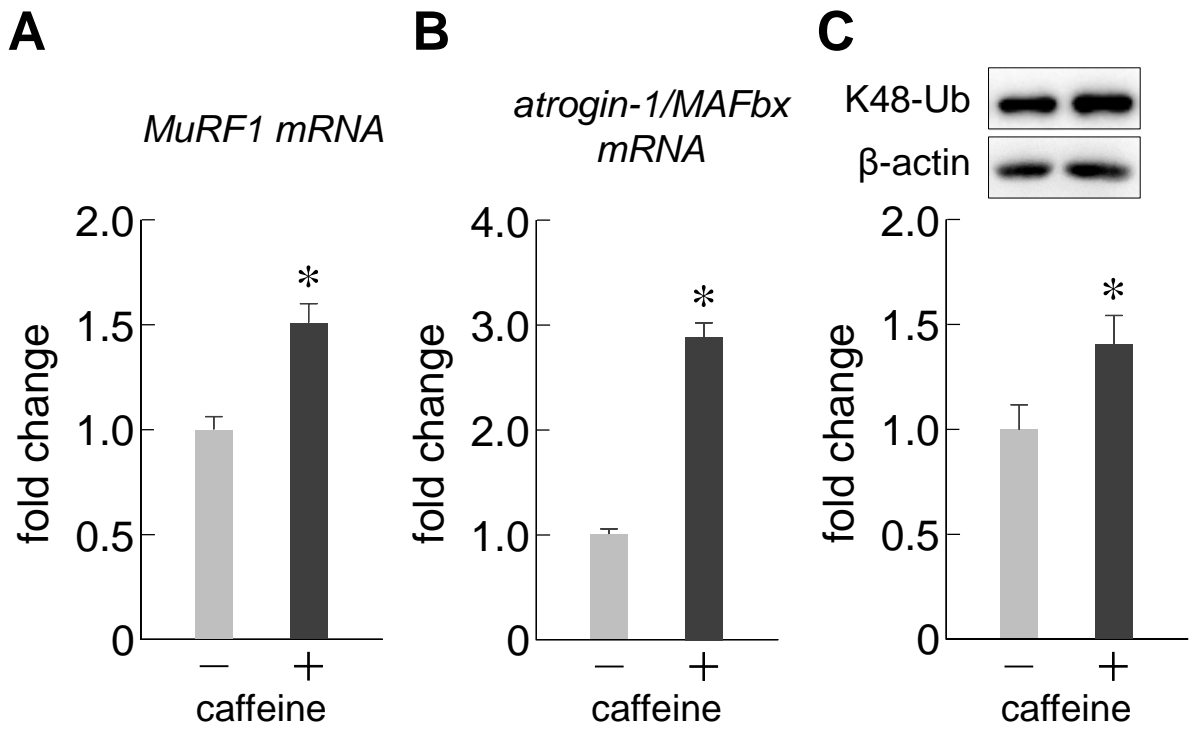 A
MuRF1 mRNA
fold change
2.0
1.5
1.0
0.5
0
*
− +
caffeine
B
atrogin-1/MAFbx
mRNA
fold change
4.0
3.0
2.0
1.0
0
*
− +
caffeine
C
K48-Ub
β-actin
fold change
2.0
1.5
1.0
0.5
0
*
− +
caffeine